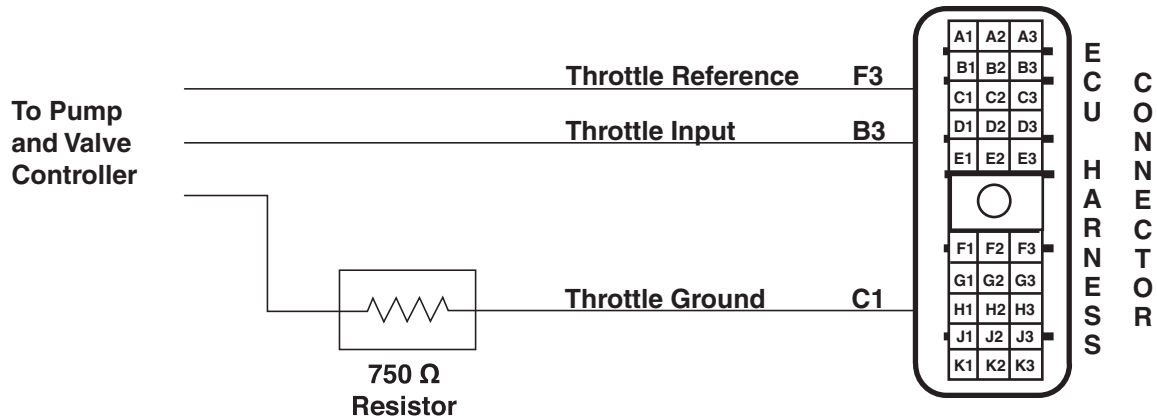 To Pump
and Valve
Controller
Throttle Reference F3
Throttle Input B3
Throttle Ground C1
750 Ω
Resistor
A1 A2 A3
B1 B2 B3
C1 C2 C3
D1 D2 D3
E1 E2 E3
F1 F2 F3
G1 G2 G3
H1 H2 H3
J1 J2 J3
K1 K2 K3
ECU HARNESS
CONNECTOR